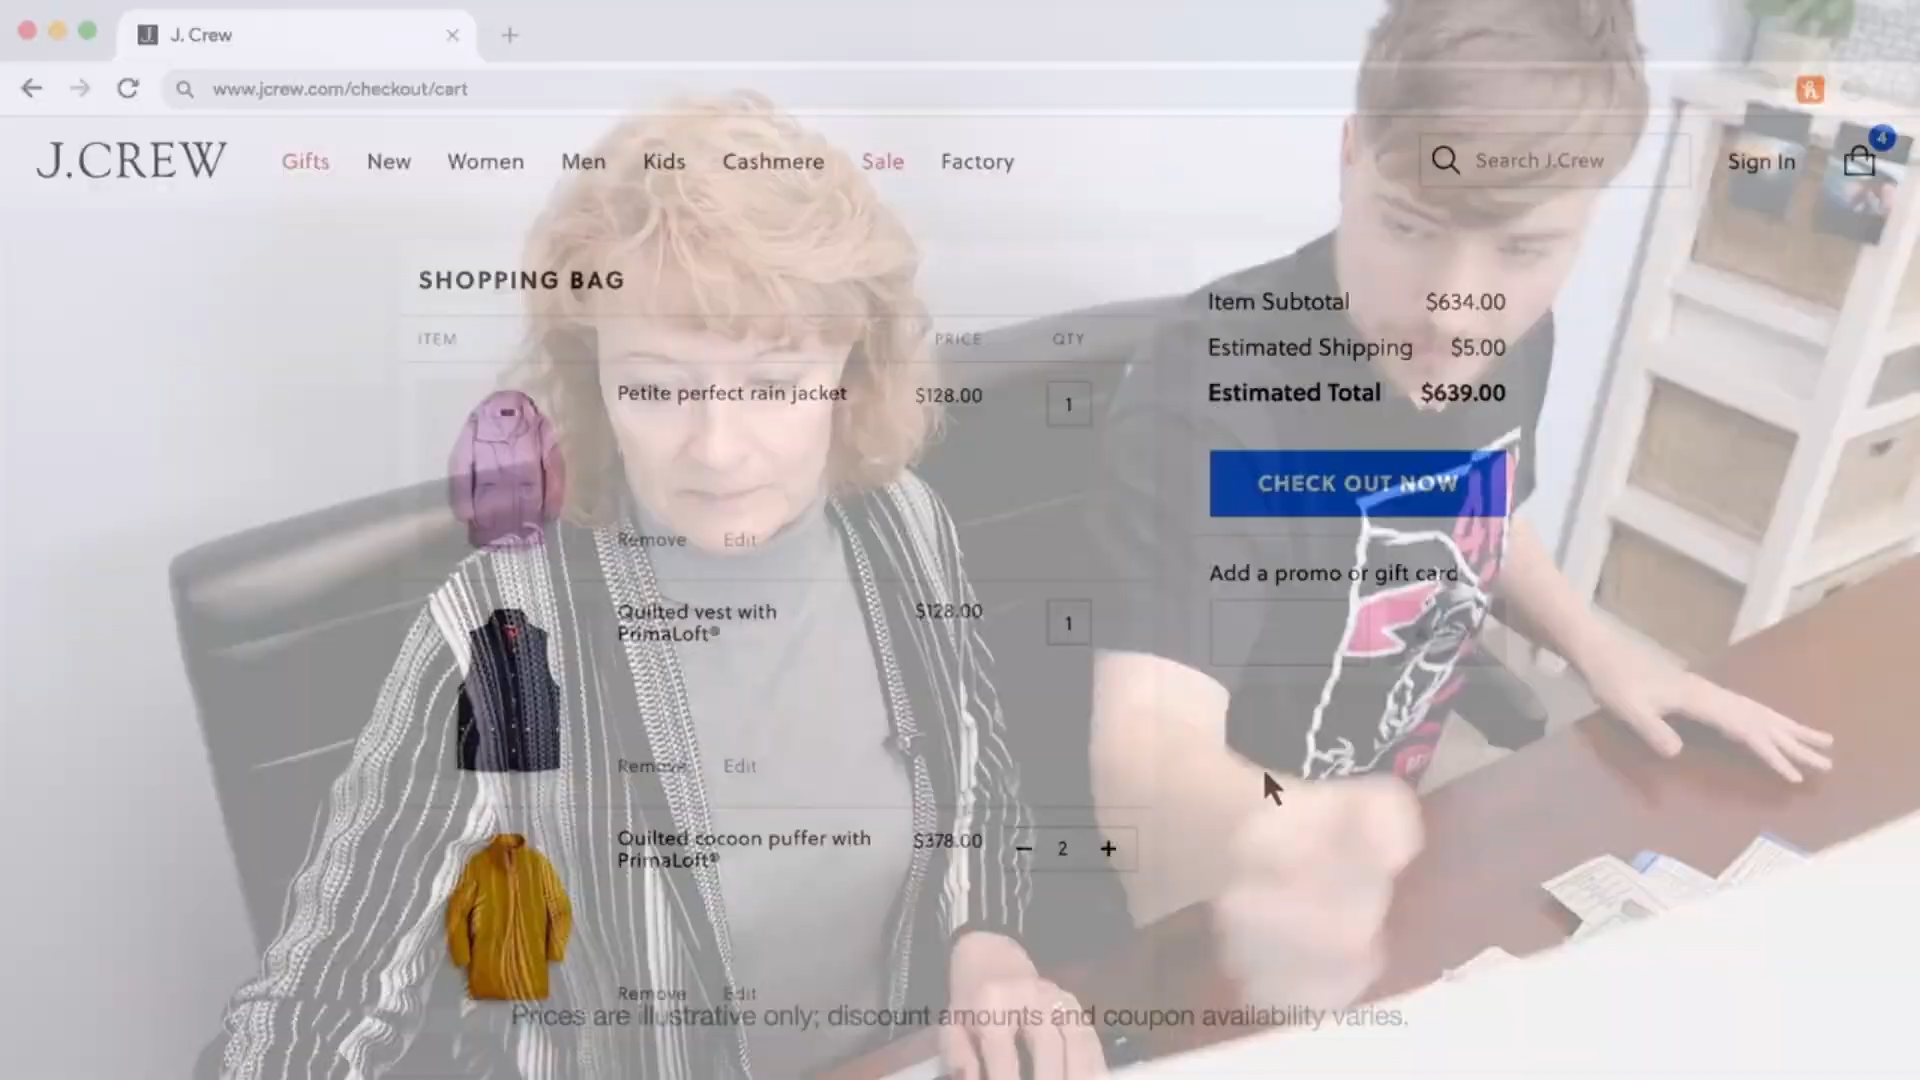 J. Crew
www.jcrew.com/checkout/cart
J.CREW Gifts New Women Men Kids Cashmere Sale Factory Search J.Crew Sign In 4
SHOPPING BAG
ITEM PRICE QTY
Petite perfect rain jacket $128.00 1
Remove Edit
Quilted vest with
PrimaLoft® $128.00 1
Remove Edit
Quilted cocoon puffer with
PrimaLoft® $378.00 − 2 +
Remove Edit
Item Subtotal $634.00
Estimated Shipping $5.00
Estimated Total $639.00
CHECK OUT NOW
Add a promo or gift card
Prices are illustrative only; discount amounts and coupon availability varies.